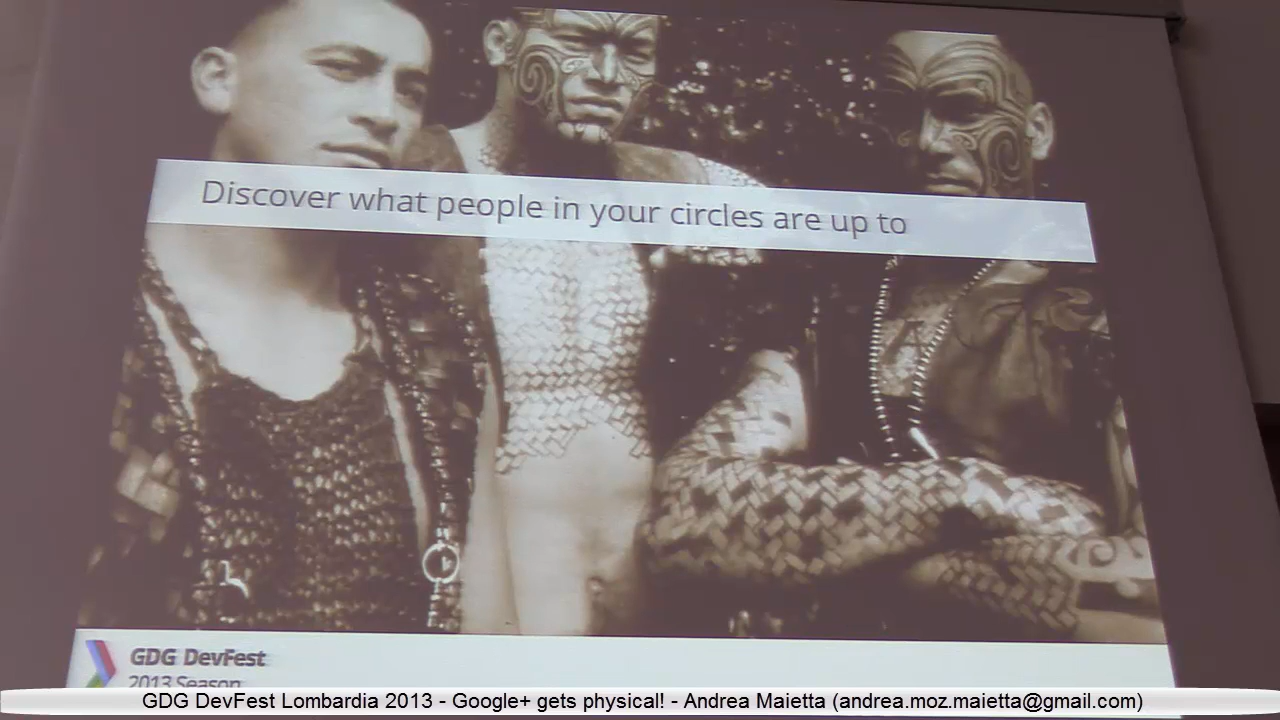 Discover what people in your circles are up to
GDG DevFest
2013 Season
GDG DevFest Lombardia 2013 - Google+ gets physical! - Andrea Maietta (andrea.moz.maietta@gmail.com)